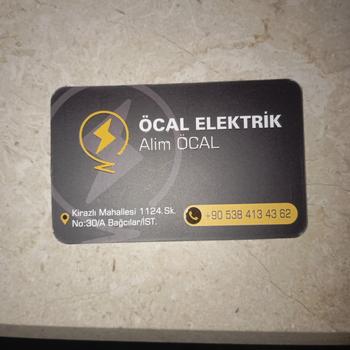 ÖCAL ELEKTRİK
Alim ÖCAL
Kirazlı Mahallesi 1124.Sk.
No:30/A Bağcılar/İST.
+90 538 413 43 62